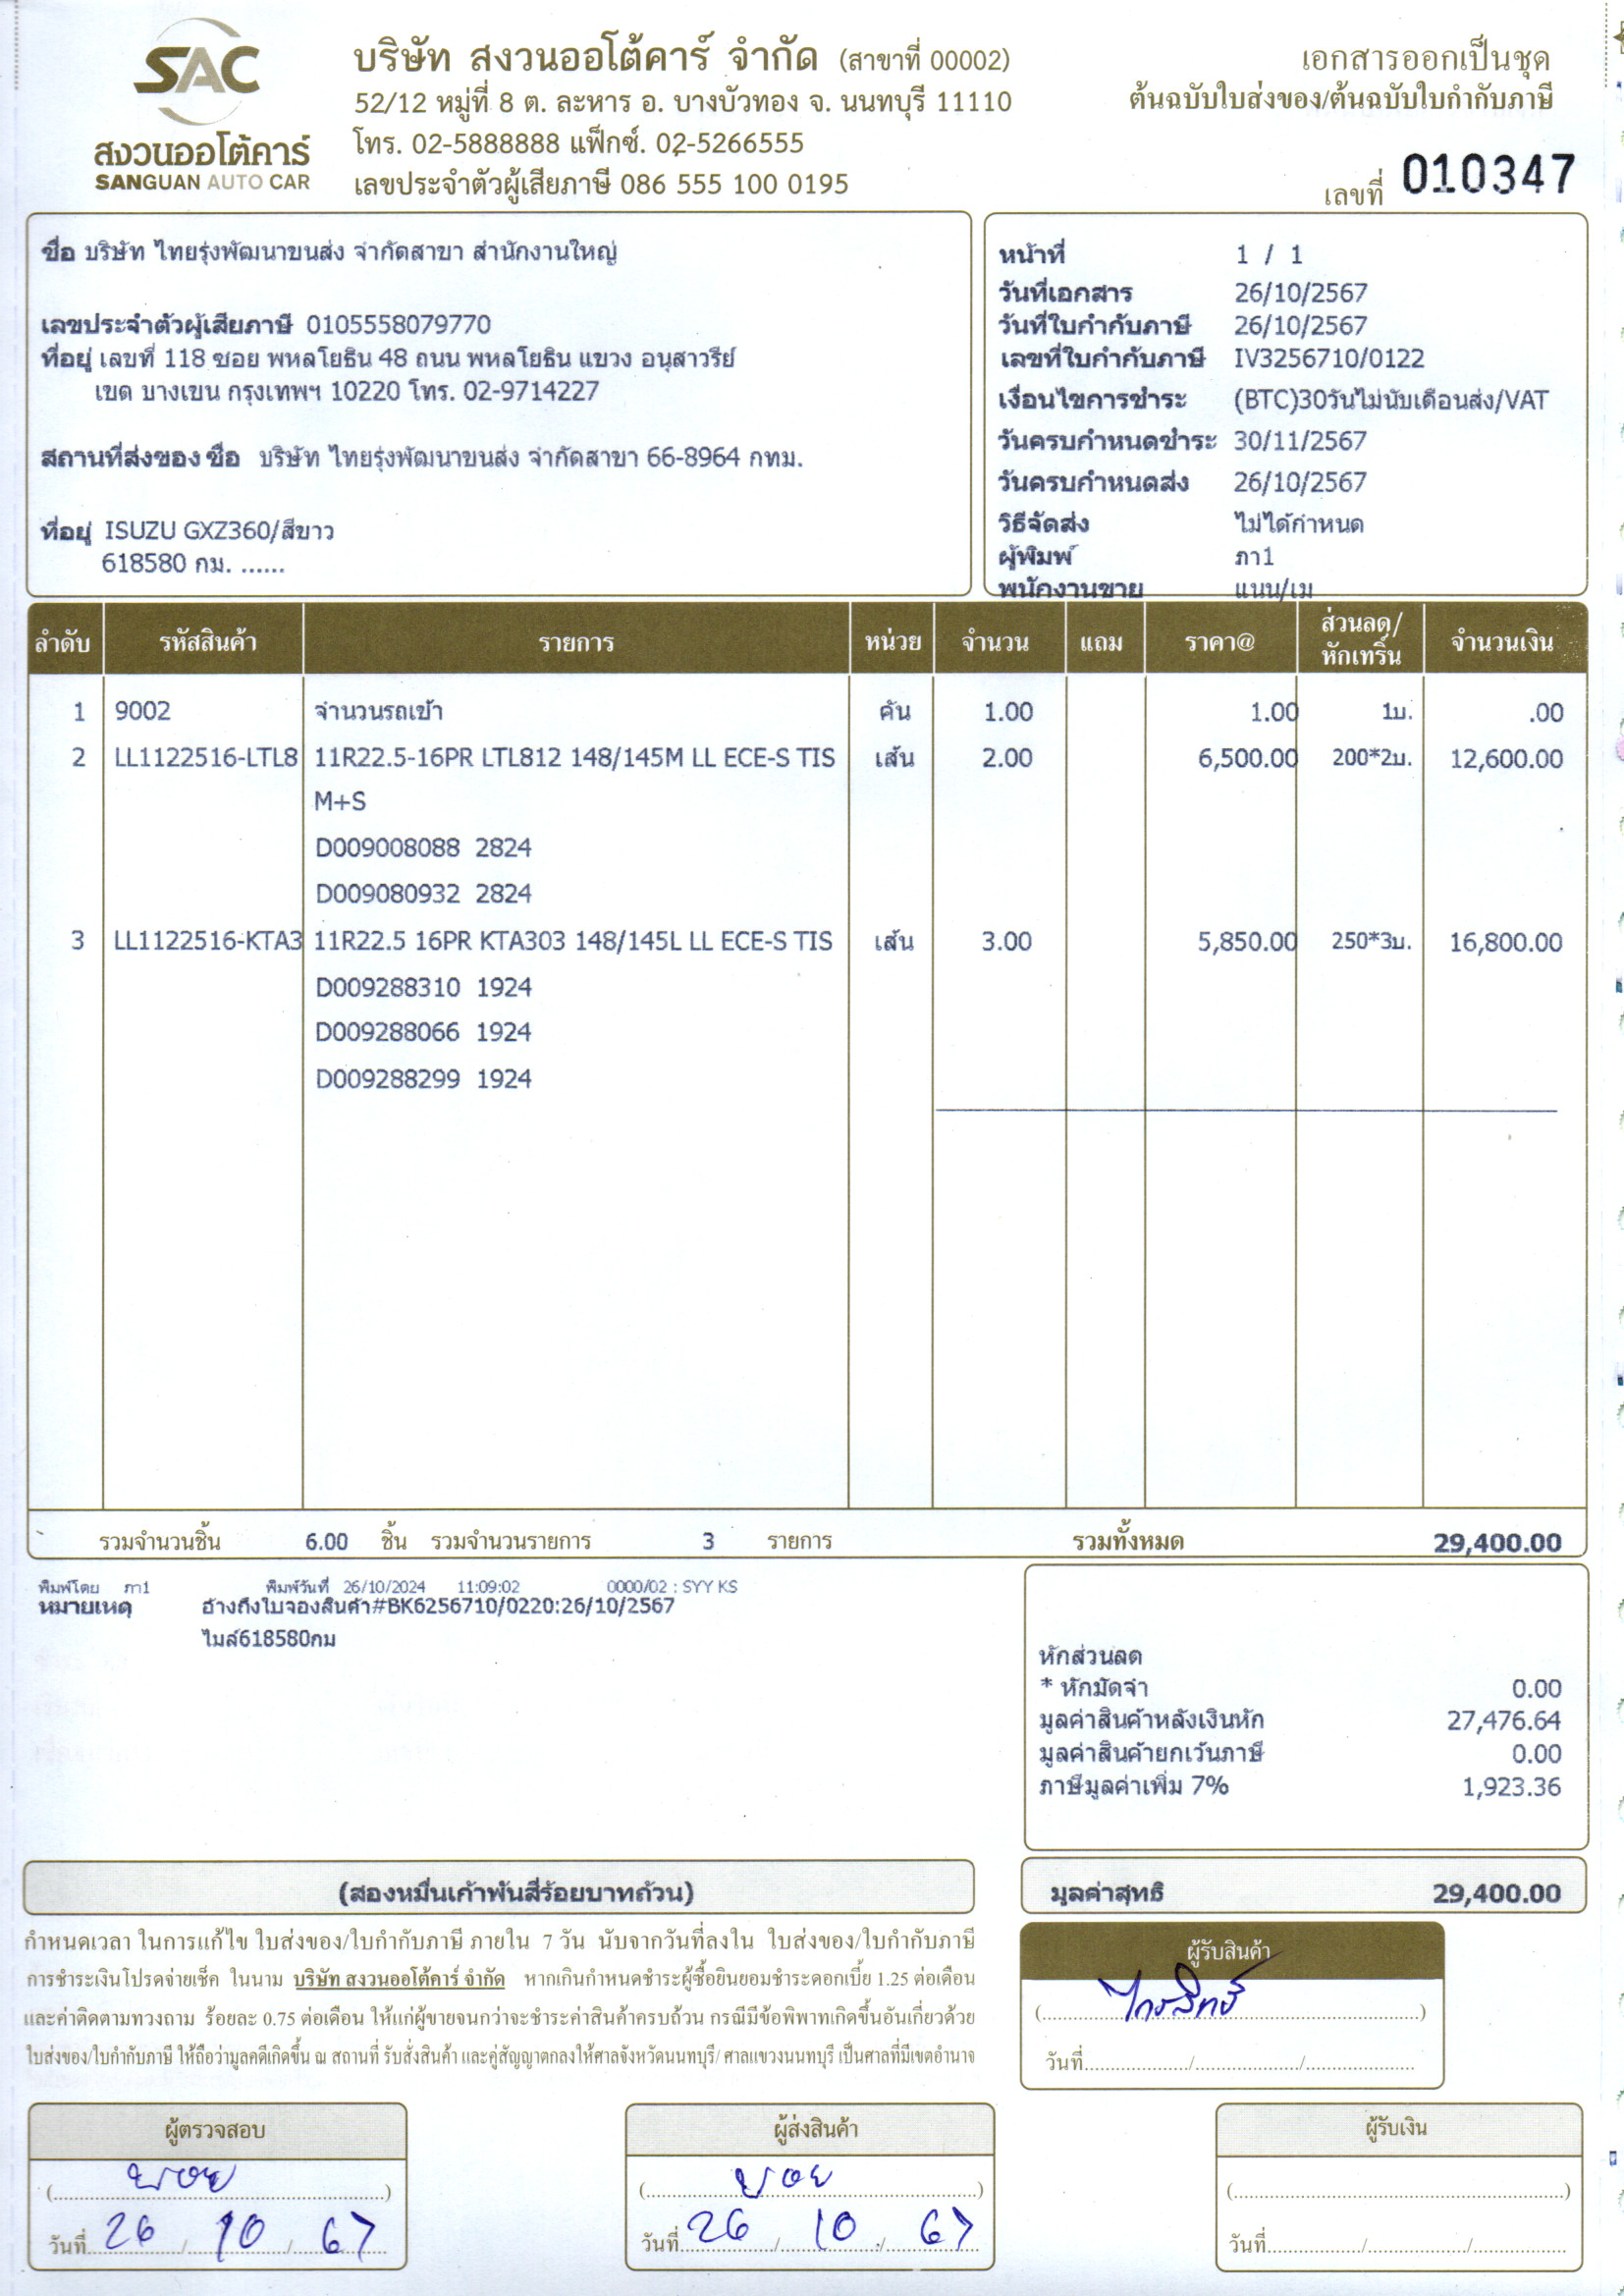 SAC
สงวนออโต้คาร์
SANGUAN AUTO CAR
บริษัท สงวนออโต้คาร์ จำกัด (สาขาที่ 00002)
52/12 หมู่ที่ 8 ต. ละหาร อ. บางบัวทอง จ. นนทบุรี 11110
โทร. 02-5888888 แฟ็กซ์. 02-5266555
เลขประจำตัวผู้เสียภาษี 086 555 100 0195
เอกสารออกเป็นชุด
ต้นฉบับใบส่งของ/ต้นฉบับใบกำกับภาษี
เลขที่ 010347
ชื่อ บริษัท ไทยรุ่งพัฒนาขนส่ง จำกัดสาขา สำนักงานใหญ่
เลขประจำตัวผู้เสียภาษี 0105558079770
ที่อยู่ เลขที่ 118 ซอย พหลโยธิน 48 ถนน พหลโยธิน แขวง อนุสาวรีย์
เขต บางเขน กรุงเทพฯ 10220 โทร. 02-9714227
สถานที่ส่งของ ชื่อ บริษัท ไทยรุ่งพัฒนาขนส่ง จำกัดสาขา 66-8964 กทม.
ที่อยู่ ISUZU GXZ360/สีขาว
618580 กม. ......
หน้าที่ 1 / 1
วันที่เอกสาร 26/10/2567
วันที่ใบกำกับภาษี 26/10/2567
เลขที่ใบกำกับภาษี IV3256710/0122
เงื่อนไขการชำระ (BTC)30วันไม่นับเดือนส่ง/VAT
วันครบกำหนดชำระ 30/11/2567
วันครบกำหนดส่ง 26/10/2567
วิธีจัดส่ง ไม่ได้กำหนด
ผู้พิมพ์ ภา1
พนักงานขาย แนน/เม
ลำดับ รหัสสินค้า รายการ หน่วย จำนวน แถม ราคา@ ส่วนลด/หักเทริ์น จำนวนเงิน
1 9002 จำนวนรถเข้า คัน 1.00 1.00 1บ. .00
2 LL1122516-LTL8 11R22.5-16PR LTL812 148/145M LL ECE-S TIS เส้น 2.00 6,500.00 200*2บ. 12,600.00
M+S
D009008088 2824
D009080932 2824
3 LL1122516-KTA3 11R22.5 16PR KTA303 148/145L LL ECE-S TIS เส้น 3.00 5,850.00 250*3บ. 16,800.00
D009288310 1924
D009288066 1924
D009288299 1924
รวมจำนวนชิ้น 6.00 ชิ้น รวมจำนวนรายการ 3 รายการ รวมทั้งหมด 29,400.00
พิมพ์โดย ภา1 พิมพ์วันที่ 26/10/2024 11:09:02 0000/02 : SYY KS
หมายเหตุ อ้างถึงใบจองสินค้า#BK6256710/0220:26/10/2567
ไมล์618580กม
หักส่วนลด
* หักมัดจำ 0.00
มูลค่าสินค้าหลังเงินหัก 27,476.64
มูลค่าสินค้ายกเว้นภาษี 0.00
ภาษีมูลค่าเพิ่ม 7% 1,923.36
(สองหมื่นเก้าพันสี่ร้อยบาทถ้วน)
มูลค่าสุทธิ 29,400.00
กำหนดเวลา ในการแก้ไข ใบส่งของ/ใบกำกับภาษี ภายใน 7 วัน นับจากวันที่ลงใน ใบส่งของ/ใบกำกับภาษี
การชำระเงินโปรดจ่ายเช็ค ในนาม บริษัท สงวนออโต้คาร์ จำกัด หากเกินกำหนดชำระผู้ซื้อยินยอมชำระดอกเบี้ย 1.25 ต่อเดือน
และค่าติดตามทวงถาม ร้อยละ 0.75 ต่อเดือน ให้แก่ผู้ขายจนกว่าจะชำระค่าสินค้าครบถ้วน กรณีมีข้อพิพาทเกิดขึ้นอันเกี่ยวด้วย
ใบส่งของ/ใบกำกับภาษี ให้ถือว่ามูลคดีเกิดขึ้น ณ สถานที่ รับสั่งสินค้า และคู่สัญญาตกลงให้ศาลจังหวัดนนทบุรี/ ศาลแขวงนนทบุรี เป็นศาลที่มีเขตอำนาจ
ผู้รับสินค้า
ไกรสิทธิ์
วันที่........../........../..........
ผู้ตรวจสอบ
วันที่ 26 / 10 / 67
ผู้ส่งสินค้า
วันที่ 26 / 10 / 67
ผู้รับเงิน
(....................)
วันที่........../........../..........